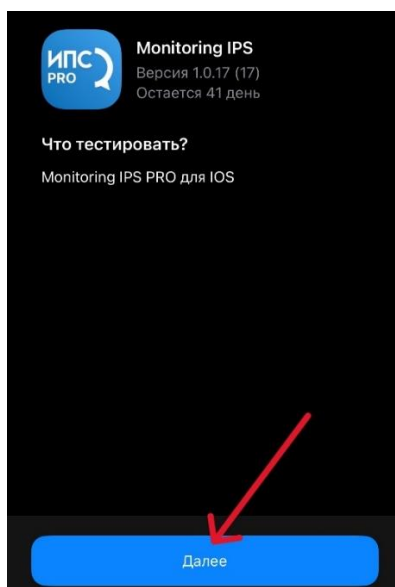 ИПС
PRO
Monitoring IPS
Версия 1.0.17 (17)
Остается 41 день
Что тестировать?
Monitoring IPS PRO для IOS
Далее